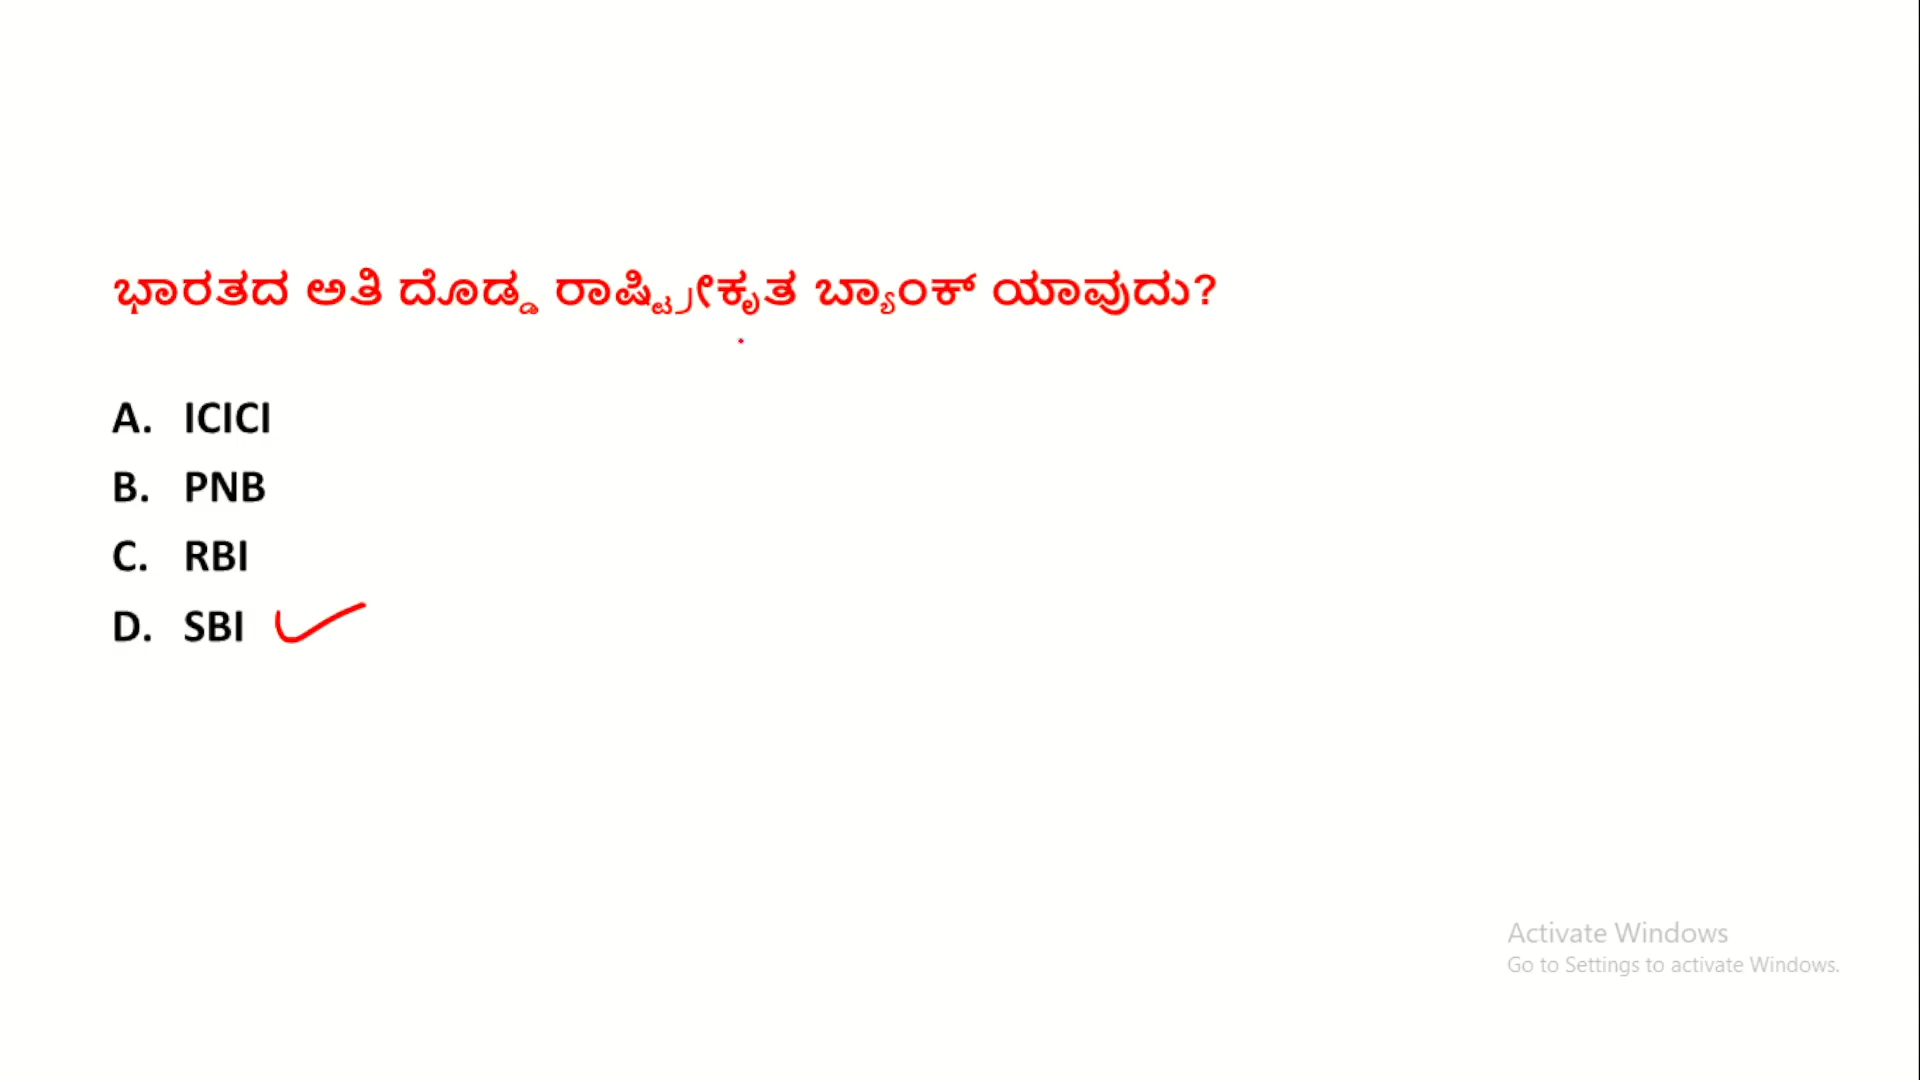 ಭಾರತದ ಅತಿ ದೊಡ್ಡ ರಾಷ್ಟ್ರೀಕೃತ ಬ್ಯಾಂಕ್ ಯಾವುದು?
A. ICICI
B. PNB
C. RBI
D. SBI
Activate Windows
Go to Settings to activate Windows.